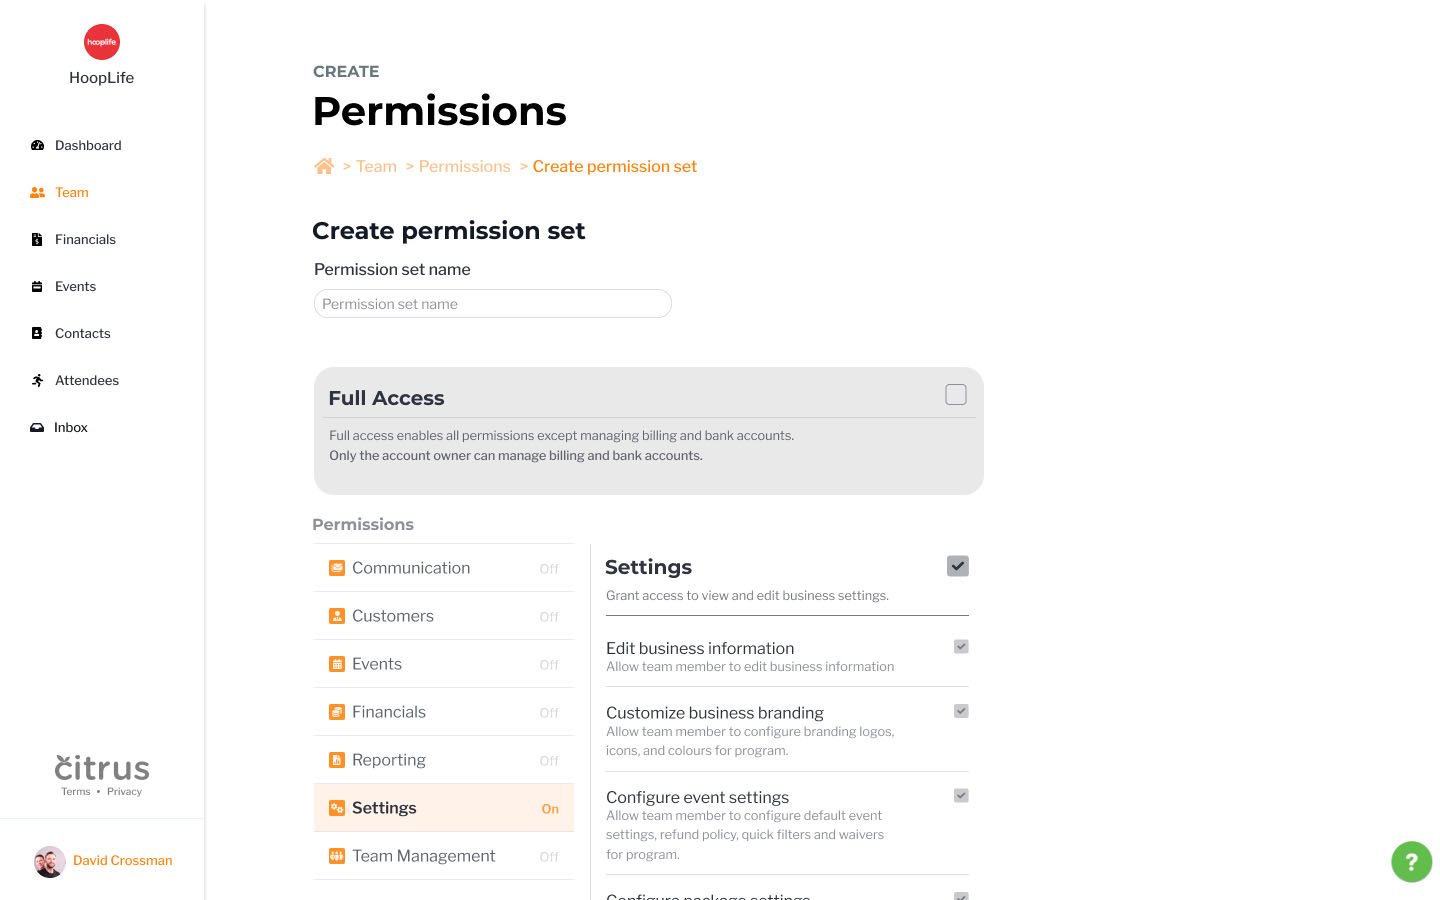 hooplife
HoopLife
Dashboard
Team
Financials
Events
Contacts
Attendees
Inbox
citrus
Terms • Privacy
David Crossman
CREATE
Permissions
> Team > Permissions > Create permission set
Create permission set
Permission set name
Permission set name
Full Access
Full access enables all permissions except managing billing and bank accounts.
Only the account owner can manage billing and bank accounts.
Permissions
Communication Off
Customers Off
Events Off
Financials Off
Reporting Off
Settings On
Team Management Off
Settings
Grant access to view and edit business settings.
Edit business information
Allow team member to edit business information
Customize business branding
Allow team member to configure branding logos,
icons, and colours for program.
Configure event settings
Allow team member to configure default event
settings, refund policy, quick filters and waivers
for program.
Configure package settings
?